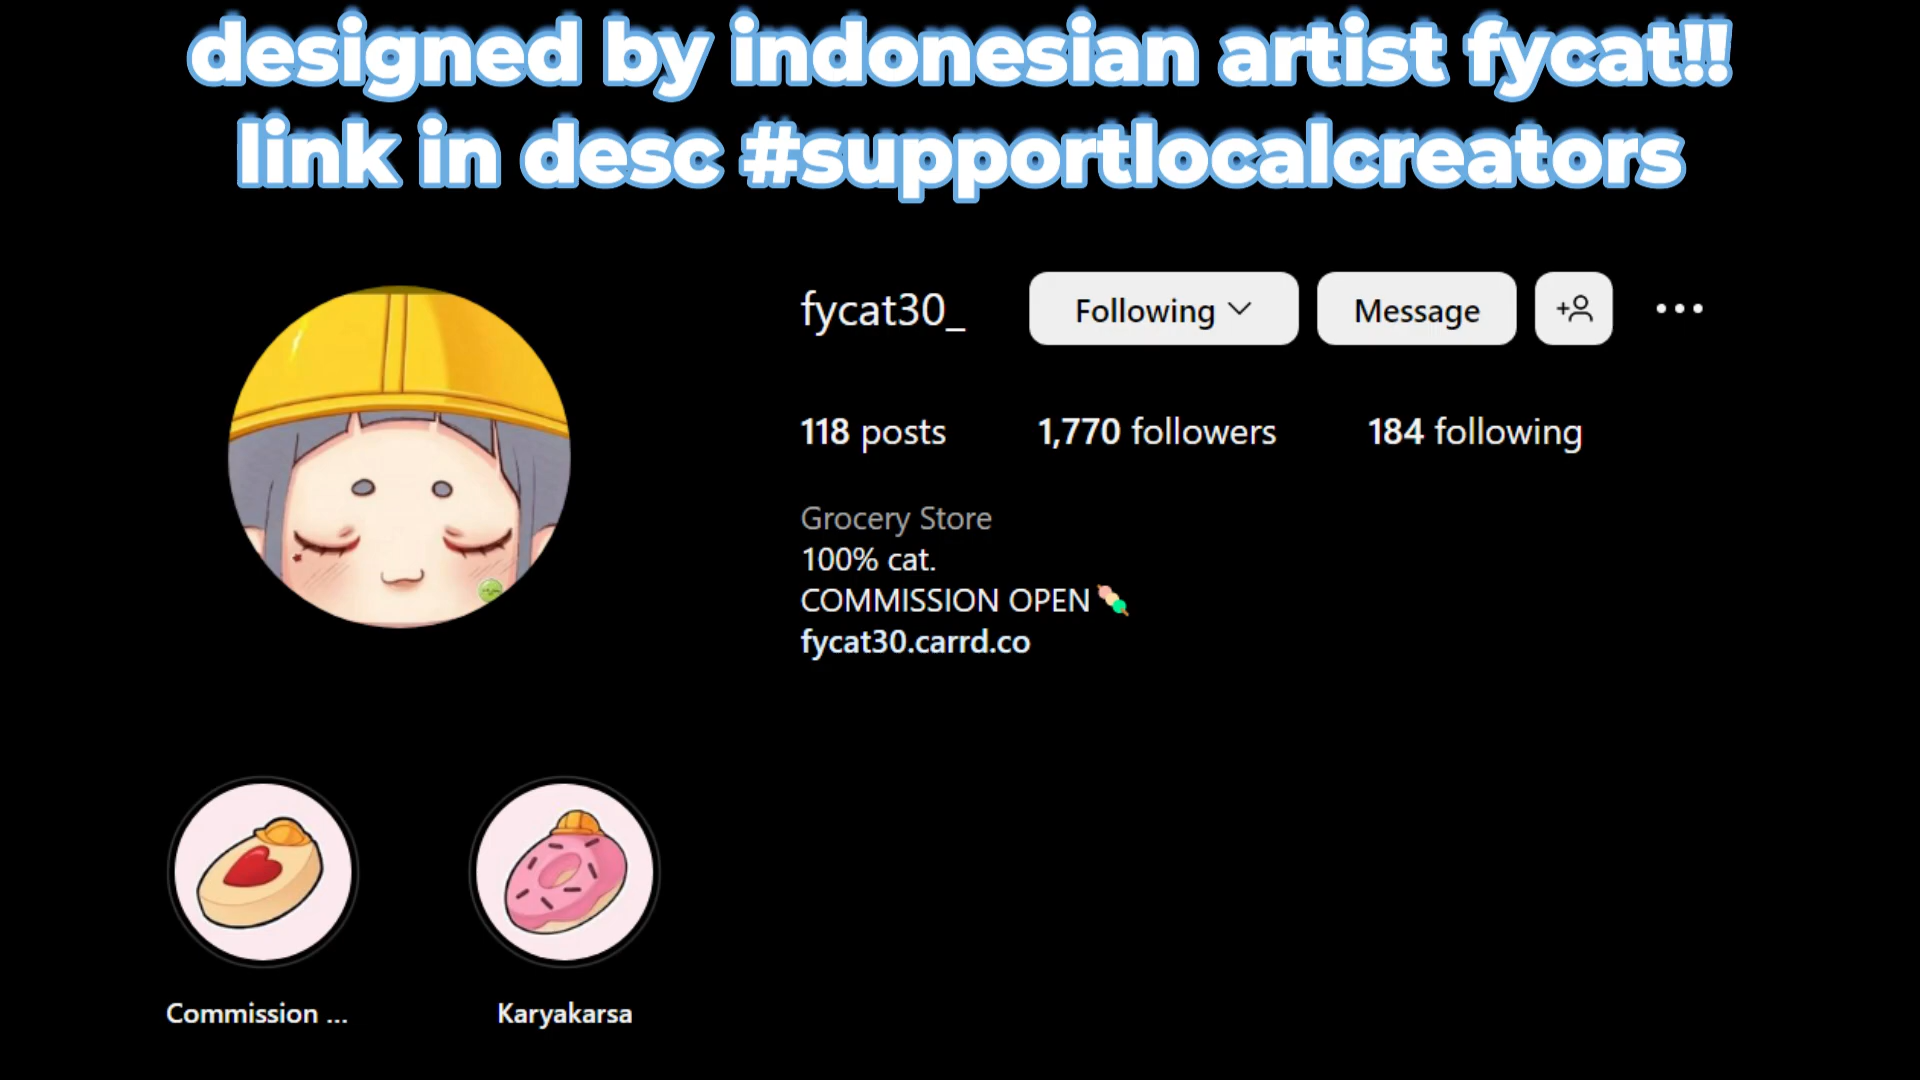 designed by indonesian artist fycat!!
link in desc #supportlocalcreators
fycat30_ Following Message
118 posts 1,770 followers 184 following
Grocery Store
100% cat.
COMMISSION OPEN🍡
fycat30.carrd.co
Commission ... Karyakarsa